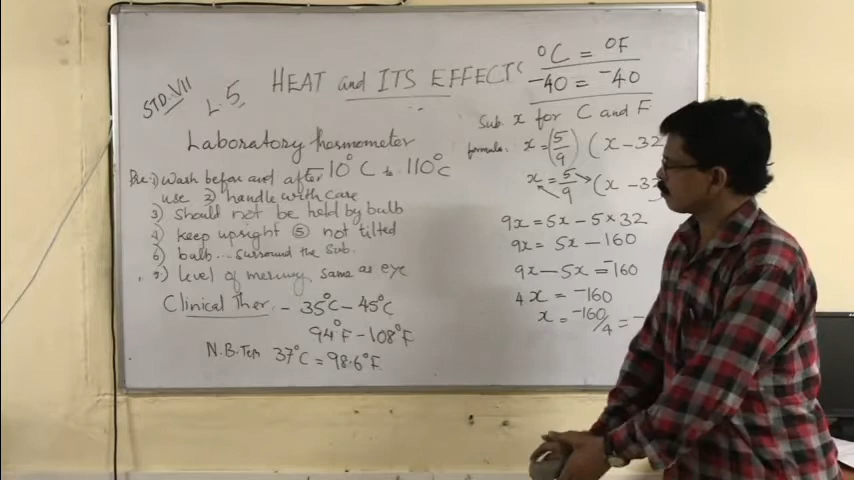 STD. VII
L. 5
HEAT and ITS EFFECTS
Laboratory thermometer
Pre: 1) wash before and after 10°C to 110°C
use 2) handle with care
3) should not be held by bulb
4) keep upright 5) not tilted
6) bulb... surround the sub.
7) level of mercury same as eye
Clinical Ther. - 35°C - 45°C
94°F - 108°F
N.B. Tem 37°C = 98.6°F
°C = °F
-40 = -40
Sub. x for C and F
formula: x = (5/9) (x - 32
x = 5/9 (x - 3
9x = 5x - 5 × 32
9x = 5x - 160
9x - 5x = -160
4x = -160
x = -160/4 = -